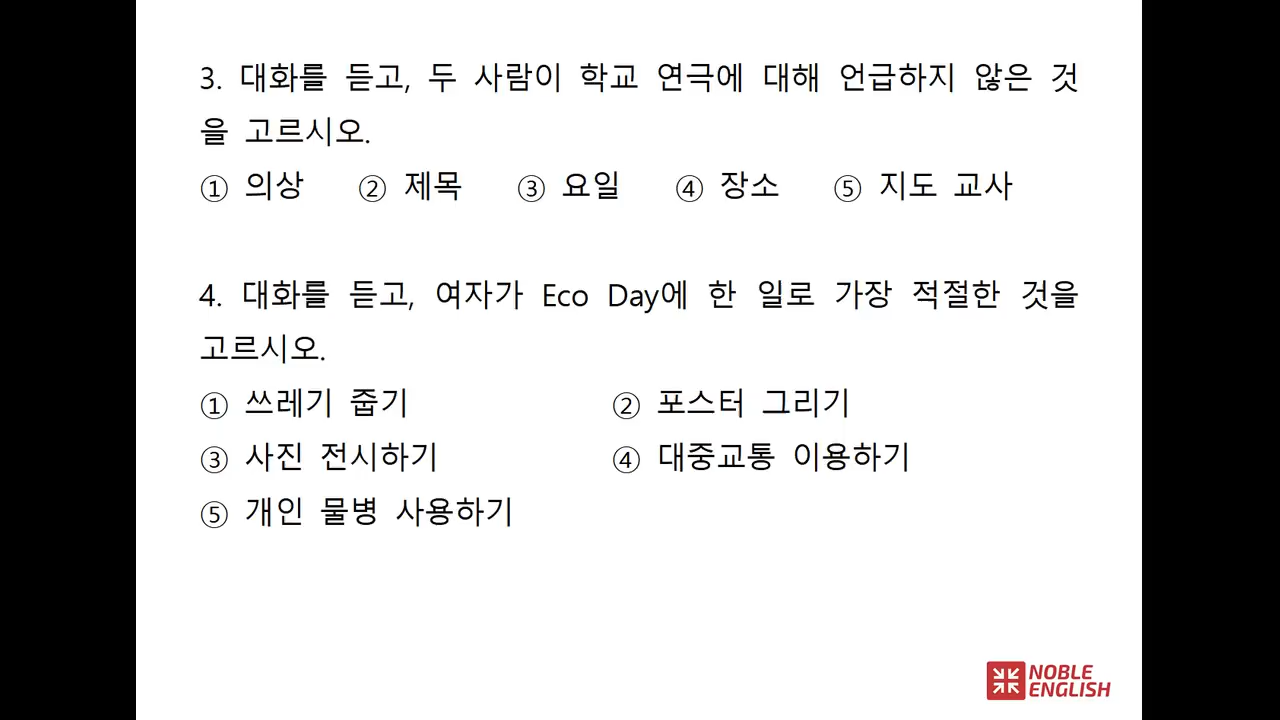 3. 대화를 듣고, 두 사람이 학교 연극에 대해 언급하지 않은 것
을 고르시오.
① 의상 ② 제목 ③ 요일 ④ 장소 ⑤ 지도 교사
4. 대화를 듣고, 여자가 Eco Day에 한 일로 가장 적절한 것을
고르시오.
① 쓰레기 줍기 ② 포스터 그리기
③ 사진 전시하기 ④ 대중교통 이용하기
⑤ 개인 물병 사용하기
NOBLE
ENGLISH